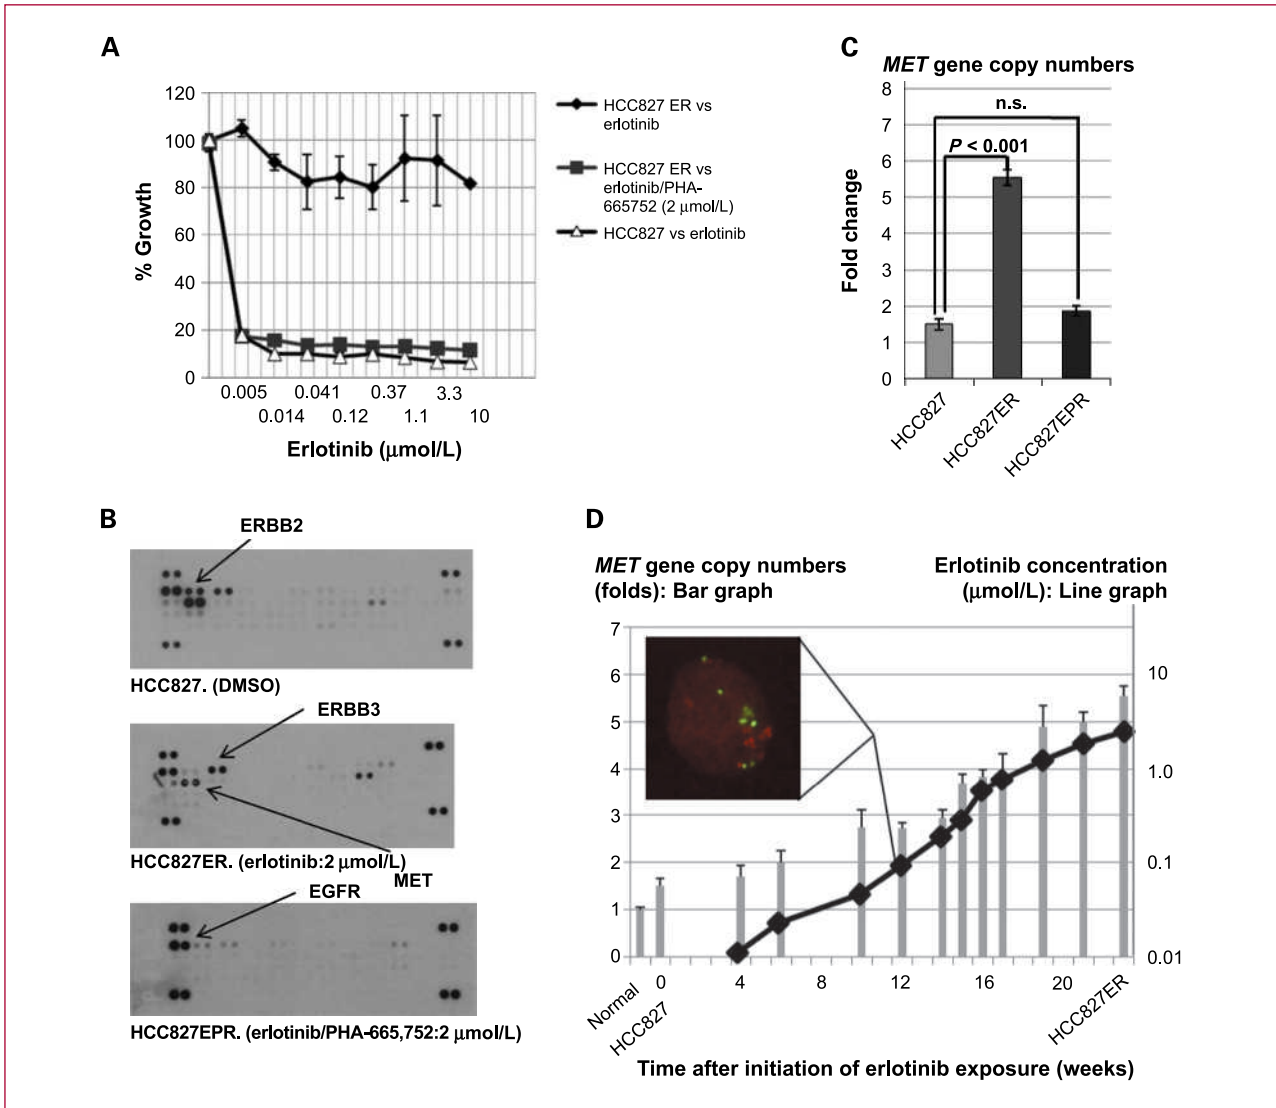 A
120
100
80
60
40
20
0
% Growth
0.005
0.041
0.37
3.3
0.014
0.12
1.1
10
Erlotinib (μmol/L)
HCC827 ER vs
erlotinib
HCC827 ER vs
erlotinib/PHA-
665752 (2 μmol/L)
HCC827 vs erlotinib
C
MET gene copy numbers
8
7
6
5
4
3
2
1
0
Fold change
n.s.
P < 0.001
HCC827
HCC827ER
HCC827EPR
B
ERBB2
HCC827. (DMSO)
ERBB3
HCC827ER. (erlotinib:2 μmol/L)
MET
EGFR
HCC827EPR. (erlotinib/PHA-665,752:2 μmol/L)
D
MET gene copy numbers
(folds): Bar graph
Erlotinib concentration
(μmol/L): Line graph
7
6
5
4
3
2
1
0
10
1.0
0.1
0.01
Normal
0
HCC827
4
8
12
16
20
HCC827ER
Time after initiation of erlotinib exposure (weeks)